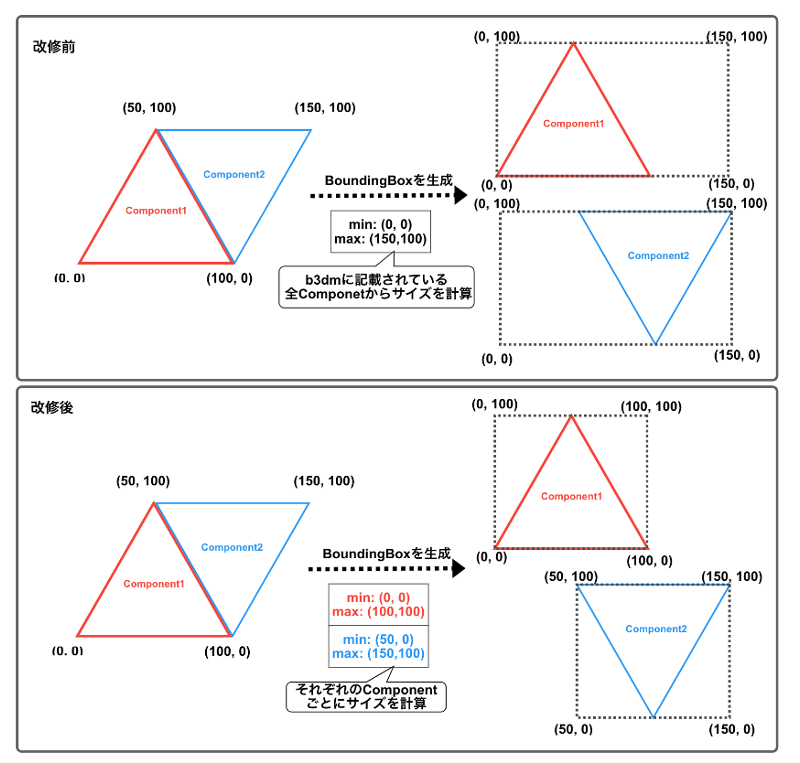 改修前
(50, 100)
(150, 100)
Component1
Component2
(0, 0)
(100, 0)
BoundingBoxを生成
min: (0, 0)
max: (150,100)
b3dmに記載されている
全Componetからサイズを計算
(0, 100)
(150, 100)
Component1
(0, 0)
(150, 0)
(0, 100)
(150, 100)
Component2
(0, 0)
(150, 0)
改修後
(50, 100)
(150, 100)
Component2
Component1
(0, 0)
(100, 0)
BoundingBoxを生成
min: (0, 0)
max: (100,100)
min: (50, 0)
max: (150,100)
それぞれのComponent
ごとにサイズを計算
(0, 100)
(100, 100)
Component1
(0, 0)
(100, 0)
(50, 100)
(150, 100)
Component2
(50, 0)
(150, 0)